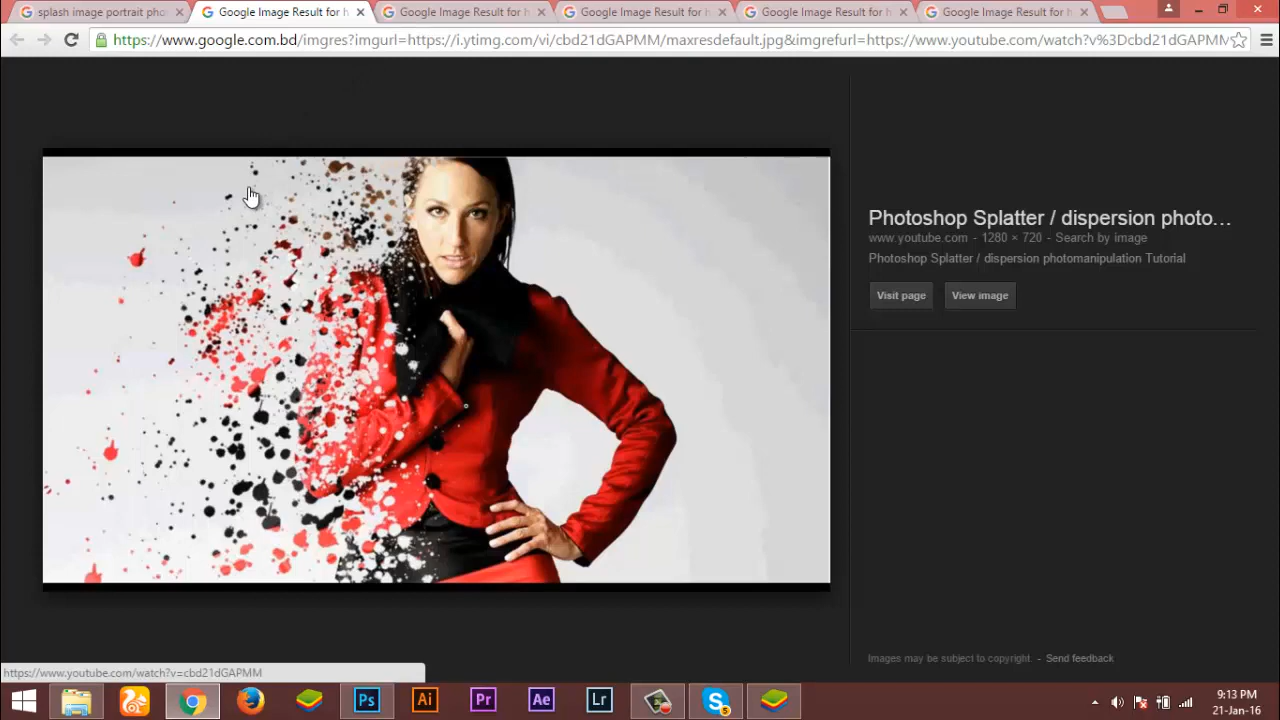 splash image portrait pho
Google Image Result for h
Google Image Result for h
Google Image Result for h
Google Image Result for h
Google Image Result for h
https://www.google.com.bd/imgres?imgurl=https://i.ytimg.com/vi/cbd21dGAPMM/maxresdefault.jpg&imgrefurl=https://www.youtube.com/watch?v%3Dcbd21dGAPMM
Photoshop Splatter / dispersion photo...
www.youtube.com - 1280 × 720 - Search by image
Photoshop Splatter / dispersion photomanipulation Tutorial
Visit page
View image
Images may be subject to copyright. - Send feedback
https://www.youtube.com/watch?v=cbd21dGAPMM
Ps
Ai
Pr
Ae
Lr
5
9:13 PM
21-Jan-16